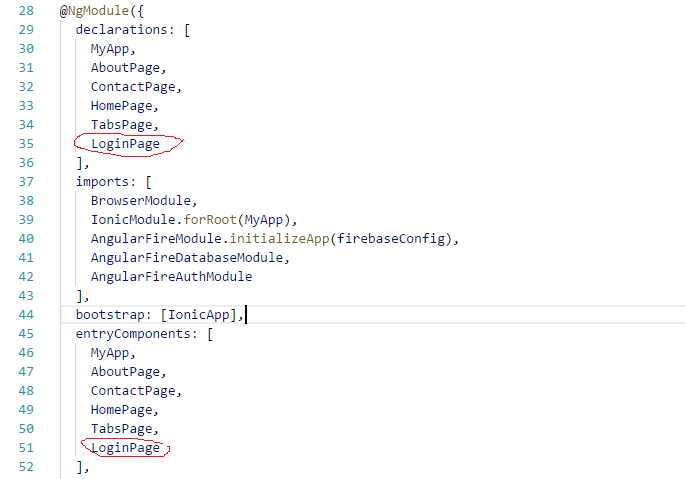 28 @NgModule({
29 declarations: [
30 MyApp,
31 AboutPage,
32 ContactPage,
33 HomePage,
34 TabsPage,
35 LoginPage
36 ],
37 imports: [
38 BrowserModule,
39 IonicModule.forRoot(MyApp),
40 AngularFireModule.initializeApp(firebaseConfig),
41 AngularFireDatabaseModule,
42 AngularFireAuthModule
43 ],
44 bootstrap: [IonicApp],
45 entryComponents: [
46 MyApp,
47 AboutPage,
48 ContactPage,
49 HomePage,
50 TabsPage,
51 LoginPage
52 ],